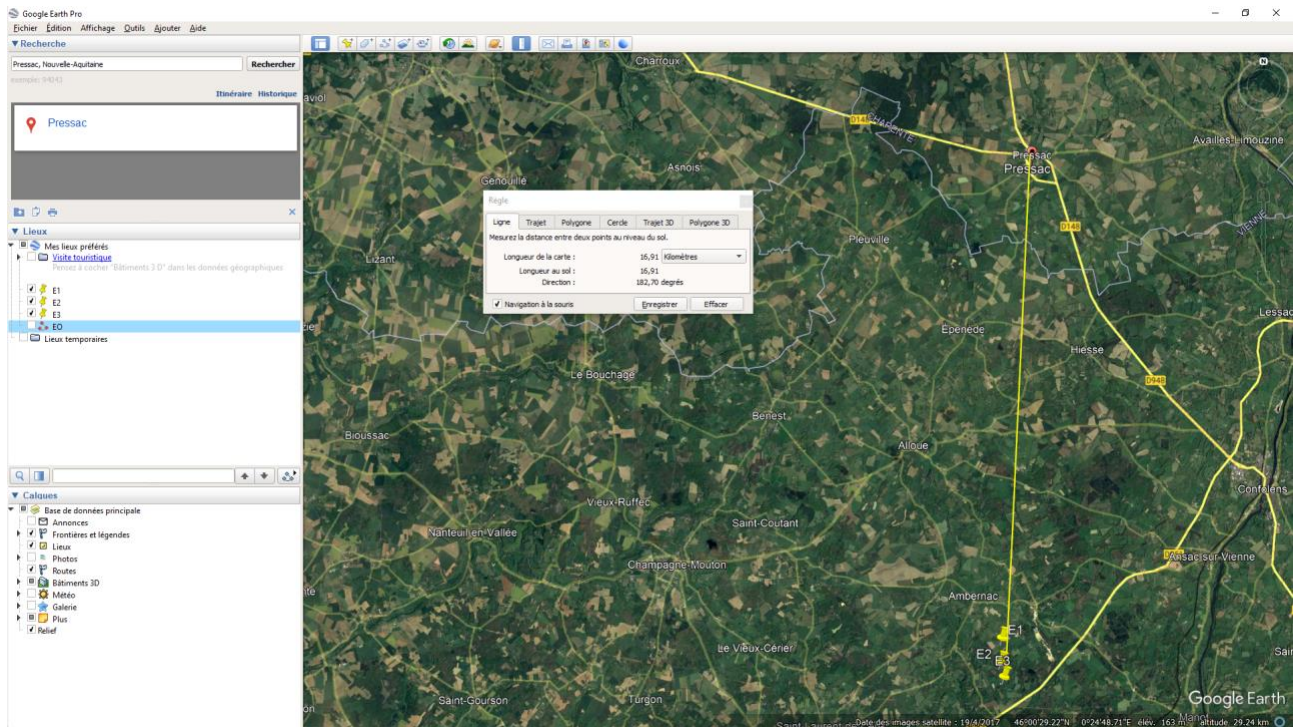 Google Earth Pro
Fichier Édition Affichage Outils Ajouter Aide
▼ Recherche
Pressac, Nouvelle-Aquitaine Rechercher
exemple: 94043
Itinéraire Historique
Pressac
▼ Lieux
Mes lieux préférés
Visite touristique
Pensez à cocher "Bâtiments 3 D" dans les données géographiques
E1
E2
E3
EO
Lieux temporaires
▼ Calques
Base de données principale
Annonces
Frontières et légendes
Lieux
Photos
Routes
Bâtiments 3D
Météo
Galerie
Plus
Relief
Règle
Ligne Trajet Polygone Cercle Trajet 3D Polygone 3D
Mesurez la distance entre deux points au niveau du sol.
Longueur de la carte : 16,91 Kilomètres
Longueur au sol : 16,91
Direction : 182,70 degrés
Navigation à la souris Enregistrer Effacer
Charroux
N
D148
CHARENTE
Availles-Limouzine
Pressac
Pressac
Asnois
Genouillé
D148
VIENNE
Pleuville
Lizant
Lessac
Épenède
Hiesse
Le Bouchage
D948
Benest
Bioussac
Alloue
Confolens
Vieux-Ruffec
Saint-Coutant
Nanteuil-en-Vallée
Ansac-sur-Vienne
Champagne-Mouton
Ambernac
E1
Le Vieux-Cérier
E2
E3
Saint-Gourson
Turgon
Google Earth
Manot
Date des images satellite : 19/4/2017 46°00'29.22"N 0°24'48.71"E élév. 163 m altitude 29.24 km